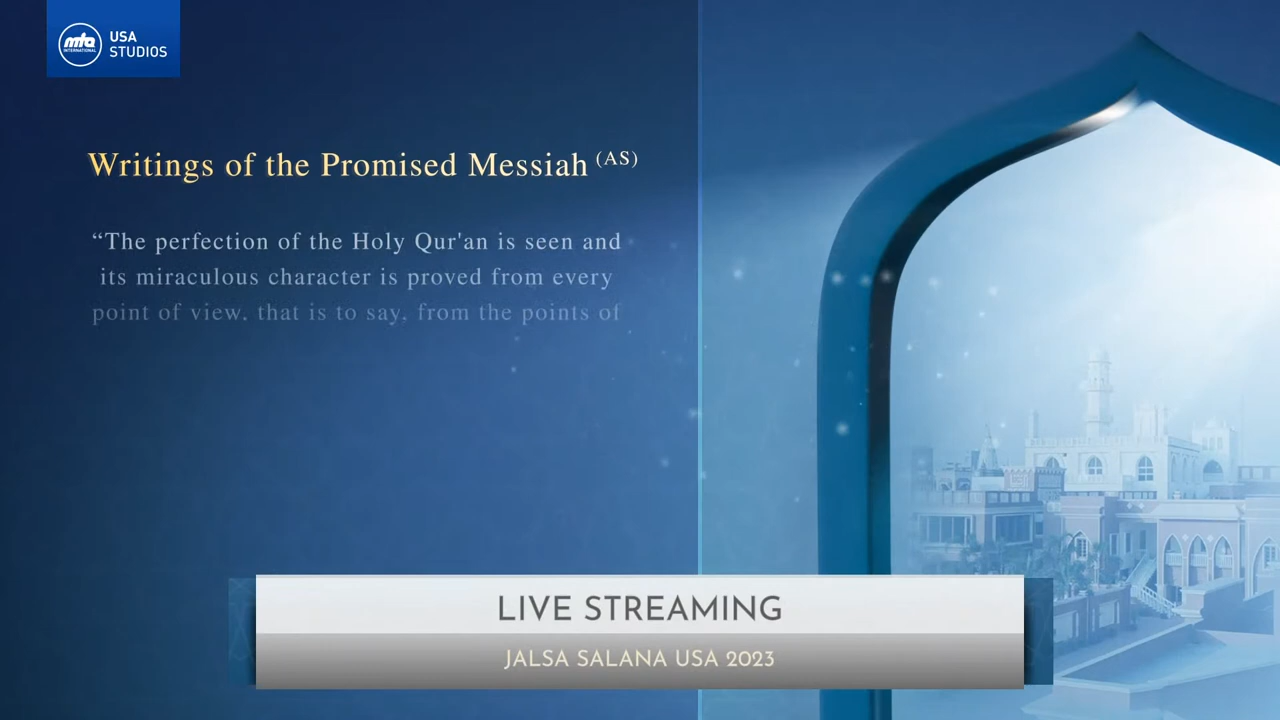 mta
INTERNATIONAL
USA
STUDIOS
Writings of the Promised Messiah (AS)
“The perfection of the Holy Qur'an is seen and
its miraculous character is proved from every
point of view, that is to say, from the points of
LIVE STREAMING
JALSA SALANA USA 2023